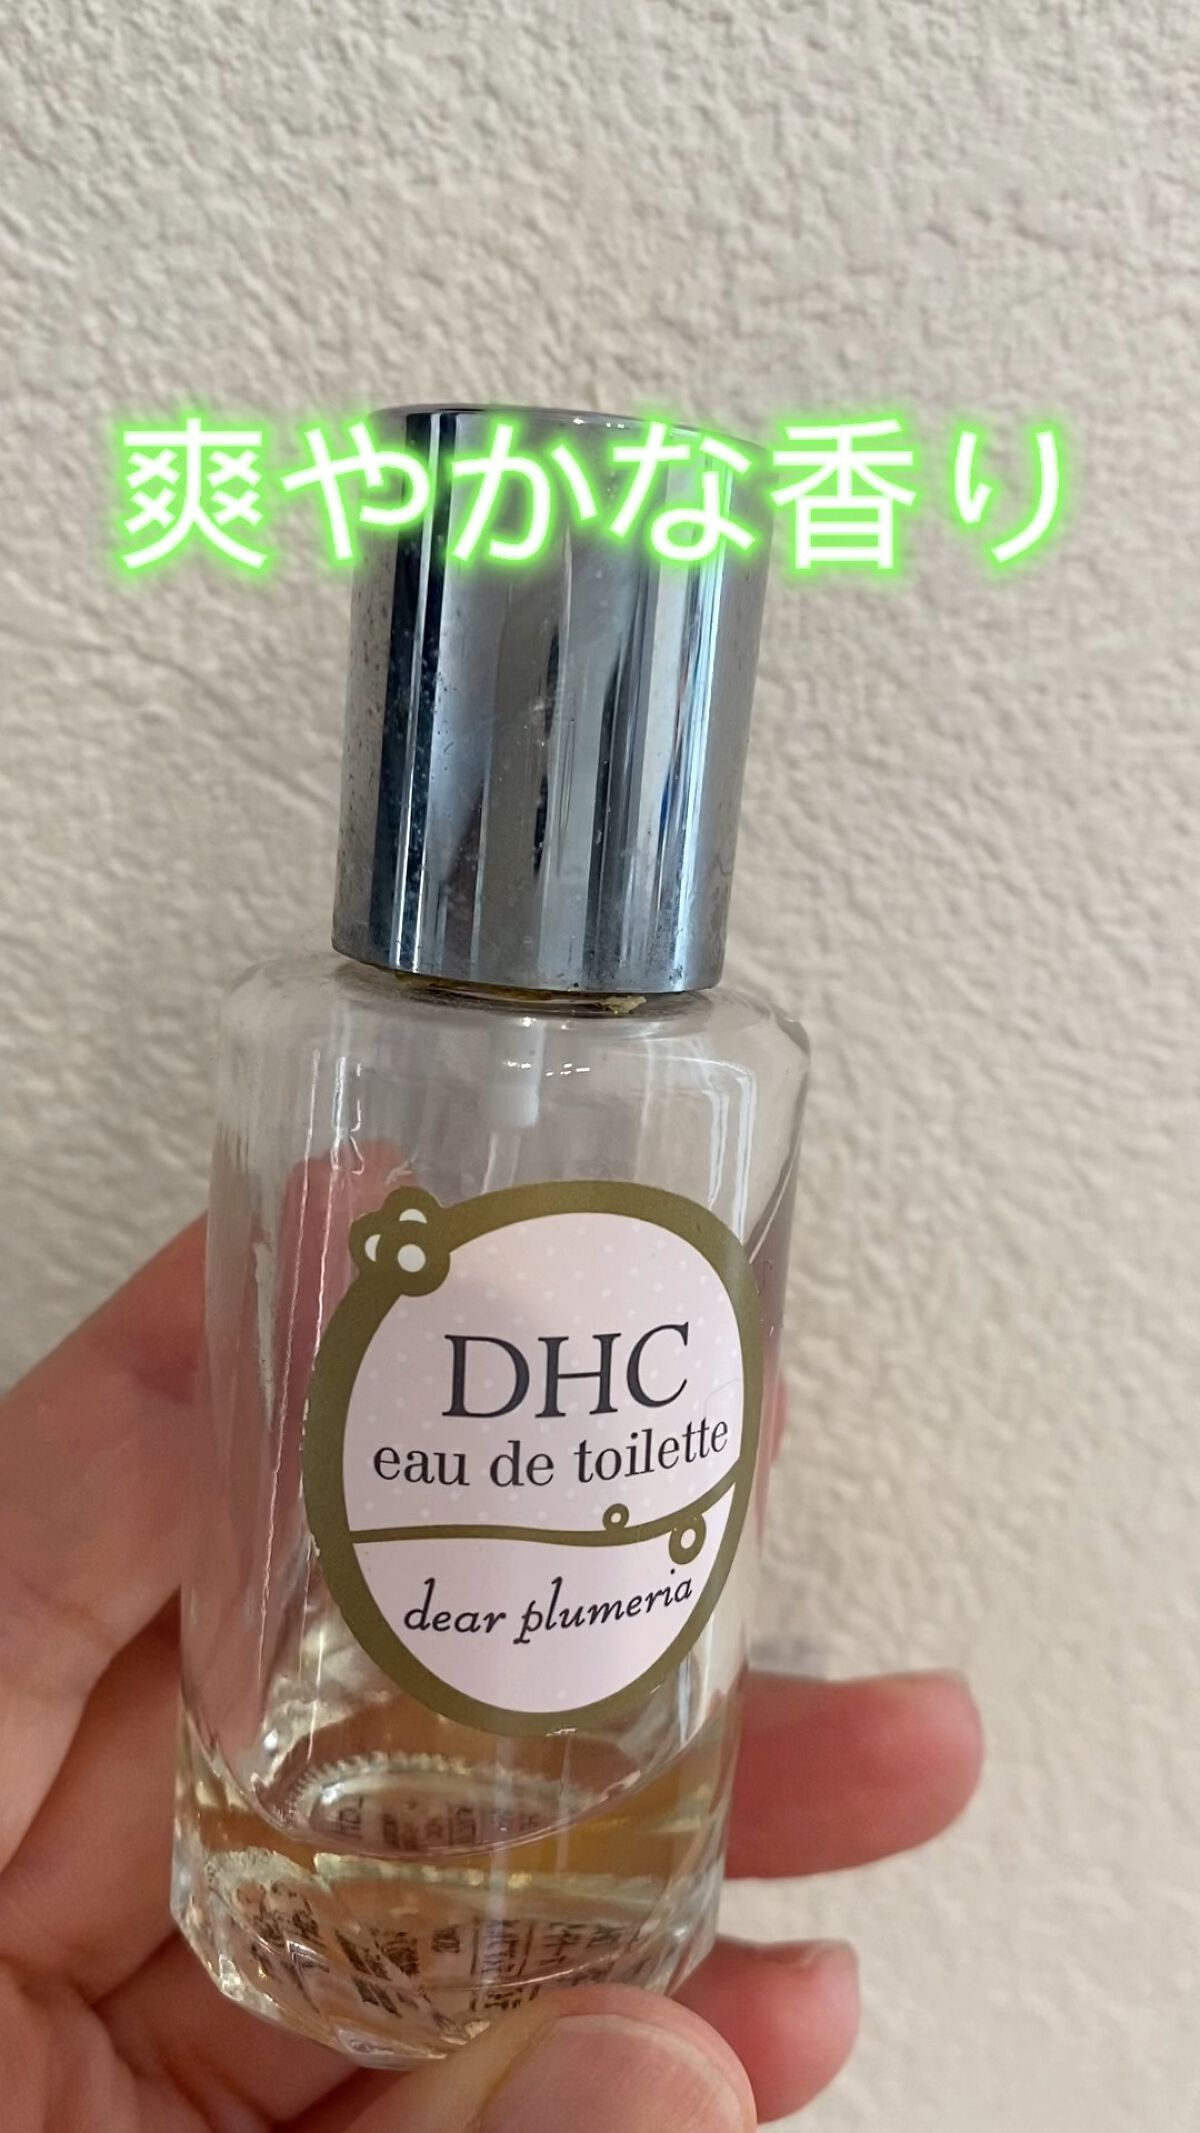 爽やかな香り
DHC
eau de toilette
dear plumeria